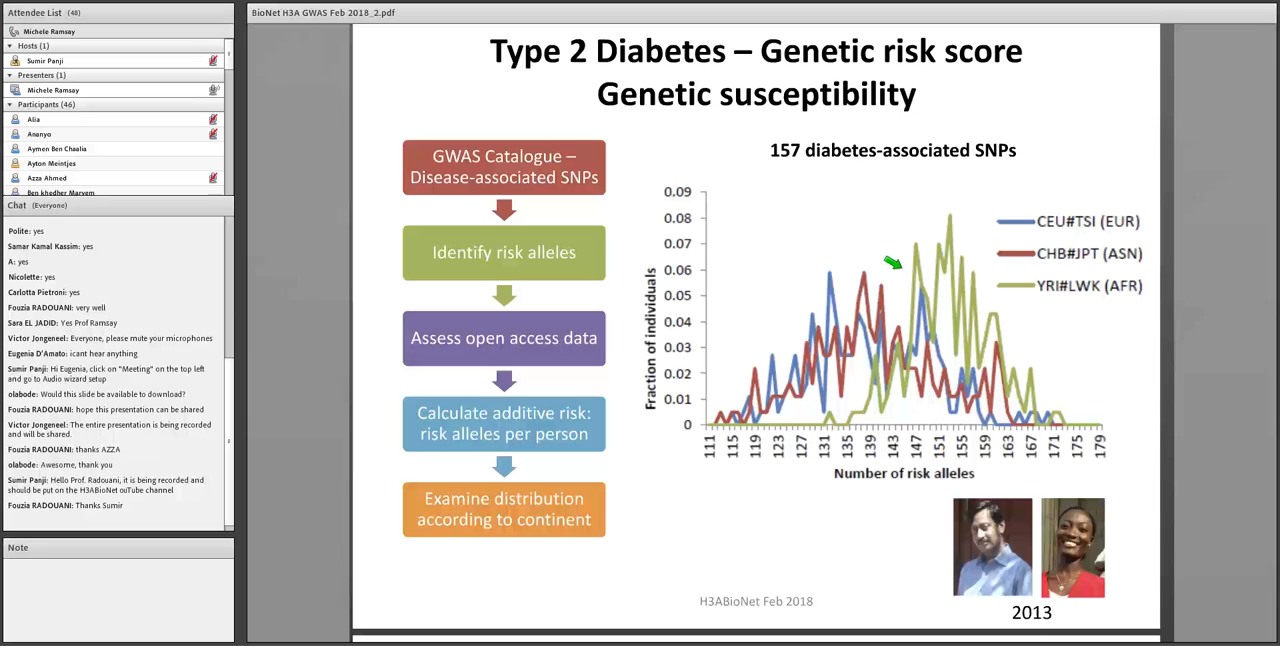 Attendee List (48)
Michele Ramsay
Hosts (1)
Sumir Panji
Presenters (1)
Michele Ramsay
Participants (46)
Alia
Ananyo
Aymen Ben Chaalia
Ayton Meintjes
Azza Ahmed
Ben khedher Maryem
Chat (Everyone)
Polite: yes
Samar Kamal Kassim: yes
A: yes
Nicolette: yes
Carlotta Pietroni: yes
Fouzia RADOUANI: very well
Sara EL JADID: Yes Prof Ramsay
Victor Jongeneel: Everyone, please mute your microphones
Eugenia D'Amato: icant hear anything
Sumir Panji: Hi Eugenia, click on "Meeting" on the top left
and go to Audio wizard setup
olabode: Would this slide be available to download?
Fouzia RADOUANI: hope this presentation can be shared
Victor Jongeneel: The entire presentation is being recorded
and will be shared.
Fouzia RADOUANI: thanks AZZA
olabode: Awesome, thank you
Sumir Panji: Hello Prof. Radouani, it is being recorded and
should be put on the H3ABioNet ouTube channel
Fouzia RADOUANI: Thanks Sumir
Note
BioNet H3A GWAS Feb 2018_2.pdf
Type 2 Diabetes – Genetic risk score
Genetic susceptibility
GWAS Catalogue –
Disease-associated SNPs
Identify risk alleles
Assess open access data
Calculate additive risk:
risk alleles per person
Examine distribution
according to continent
157 diabetes-associated SNPs
Fraction of individuals
0.09
0.08
0.07
0.06
0.05
0.04
0.03
0.02
0.01
0
CEU#TSI (EUR)
CHB#JPT (ASN)
YRI#LWK (AFR)
111 115 119 123 127 131 135 139 143 147 151 155 159 163 167 171 175 179
Number of risk alleles
H3ABioNet Feb 2018
2013